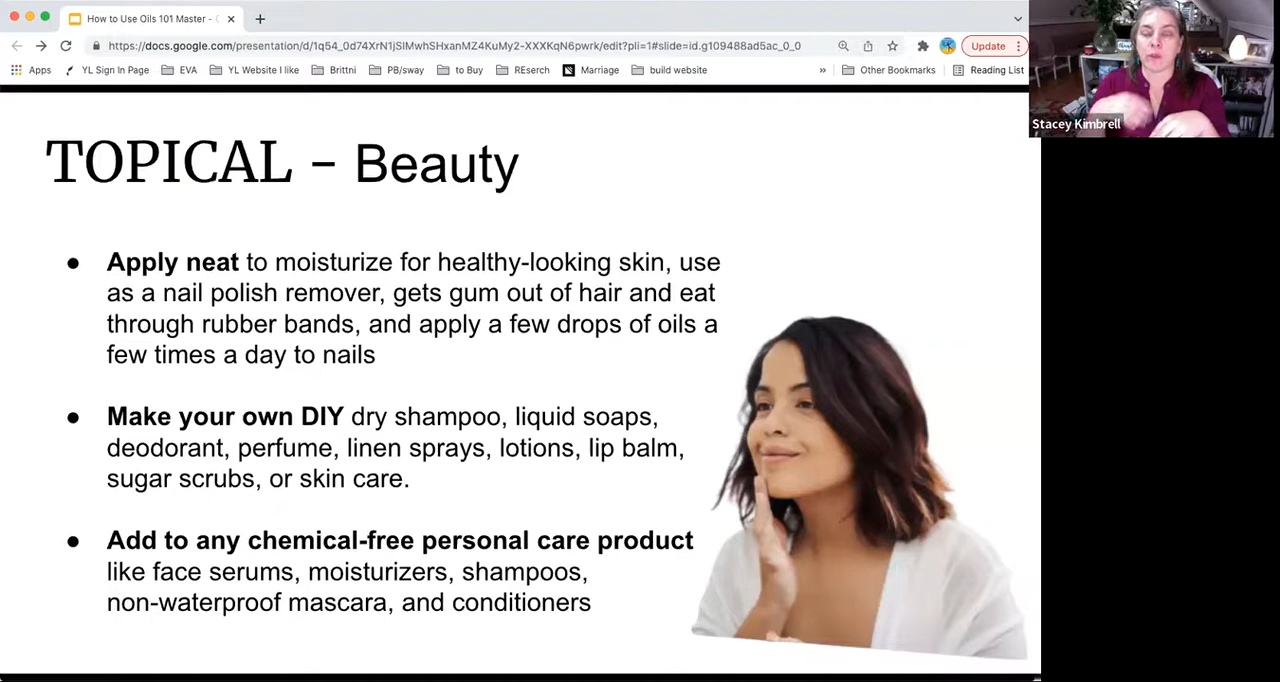 How to Use Oils 101 Master - 
https://docs.google.com/presentation/d/1q54_0d74XrN1jSIMwhSHxanMZ4KuMy2-XXXKqN6pwrk/edit?pli=1#slide=id.g109488ad5ac_0_0
Update
Apps YL Sign In Page EVA YL Website I like Brittni PB/sway to Buy REserch Marriage build website » Other Bookmarks Reading List
Stacey Kimbrell
TOPICAL - Beauty
● Apply neat to moisturize for healthy-looking skin, use
as a nail polish remover, gets gum out of hair and eat
through rubber bands, and apply a few drops of oils a
few times a day to nails
● Make your own DIY dry shampoo, liquid soaps,
deodorant, perfume, linen sprays, lotions, lip balm,
sugar scrubs, or skin care.
● Add to any chemical-free personal care product
like face serums, moisturizers, shampoos,
non-waterproof mascara, and conditioners